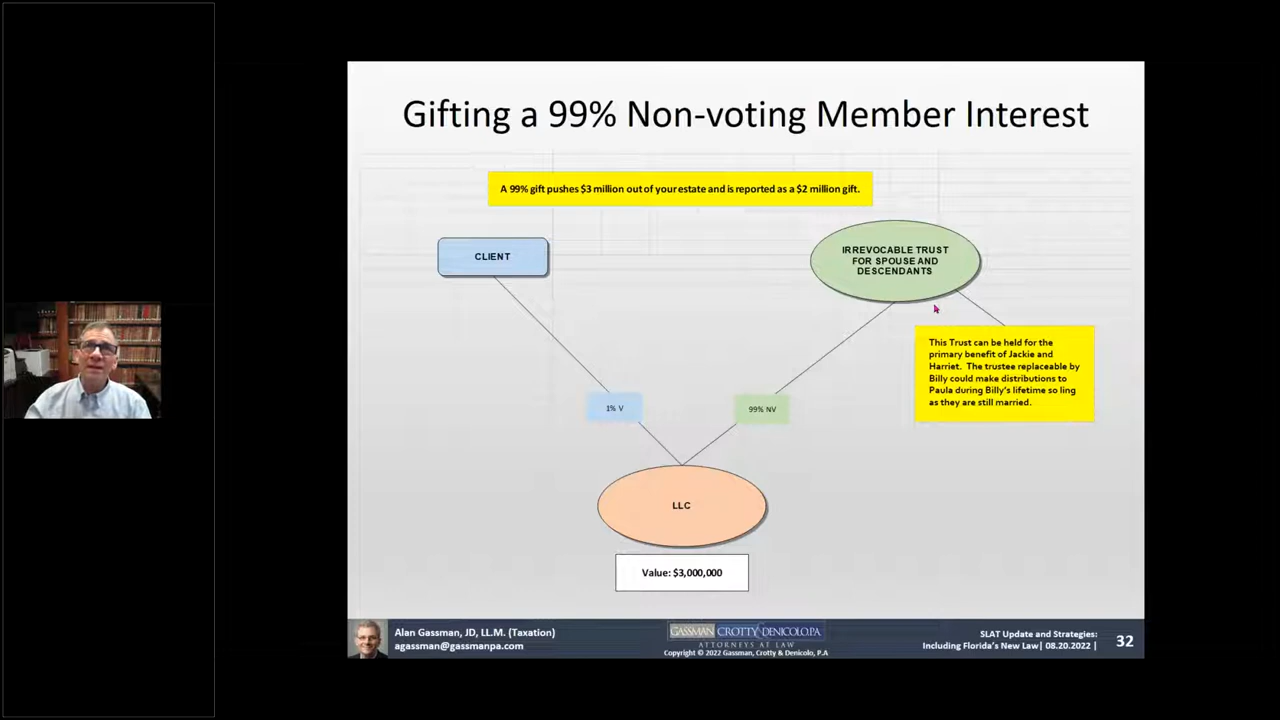 Gifting a 99% Non-voting Member Interest
A 99% gift pushes $3 million out of your estate and is reported as a $2 million gift.
CLIENT
IRREVOCABLE TRUST
FOR SPOUSE AND
DESCENDANTS
This Trust can be held for the
primary benefit of Jackie and
Harriet. The trustee replaceable by
Billy could make distributions to
Paula during Billy's lifetime so ling
as they are still married.
1% V
99% NV
LLC
Value: $3,000,000
Alan Gassman, JD, LL.M. (Taxation)
agassman@gassmanpa.com
GASSMAN CROTTY & DENICOLO, P.A.
ATTORNEYS AT LAW
Copyright © 2022 Gassman, Crotty & Denicolo, P.A
SLAT Update and Strategies:
Including Florida's New Law| 08.20.2022 |
32